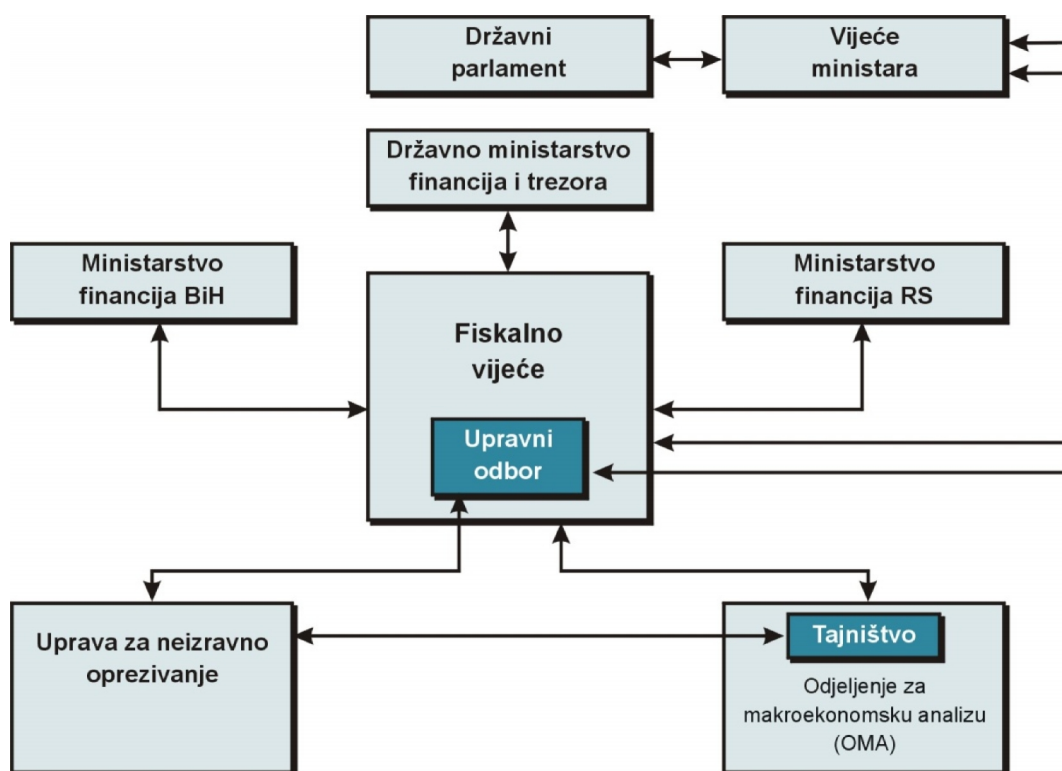 Državni
parlament
Vijeće
ministara
Državno ministarstvo
financija i trezora
Ministarstvo
financija BiH
Ministarstvo
financija RS
Fiskalno
vijeće
Upravni
odbor
Uprava za neizravno
oprezivanje
Tajništvo
Odjeljenje za
makroekonomsku analizu
(OMA)